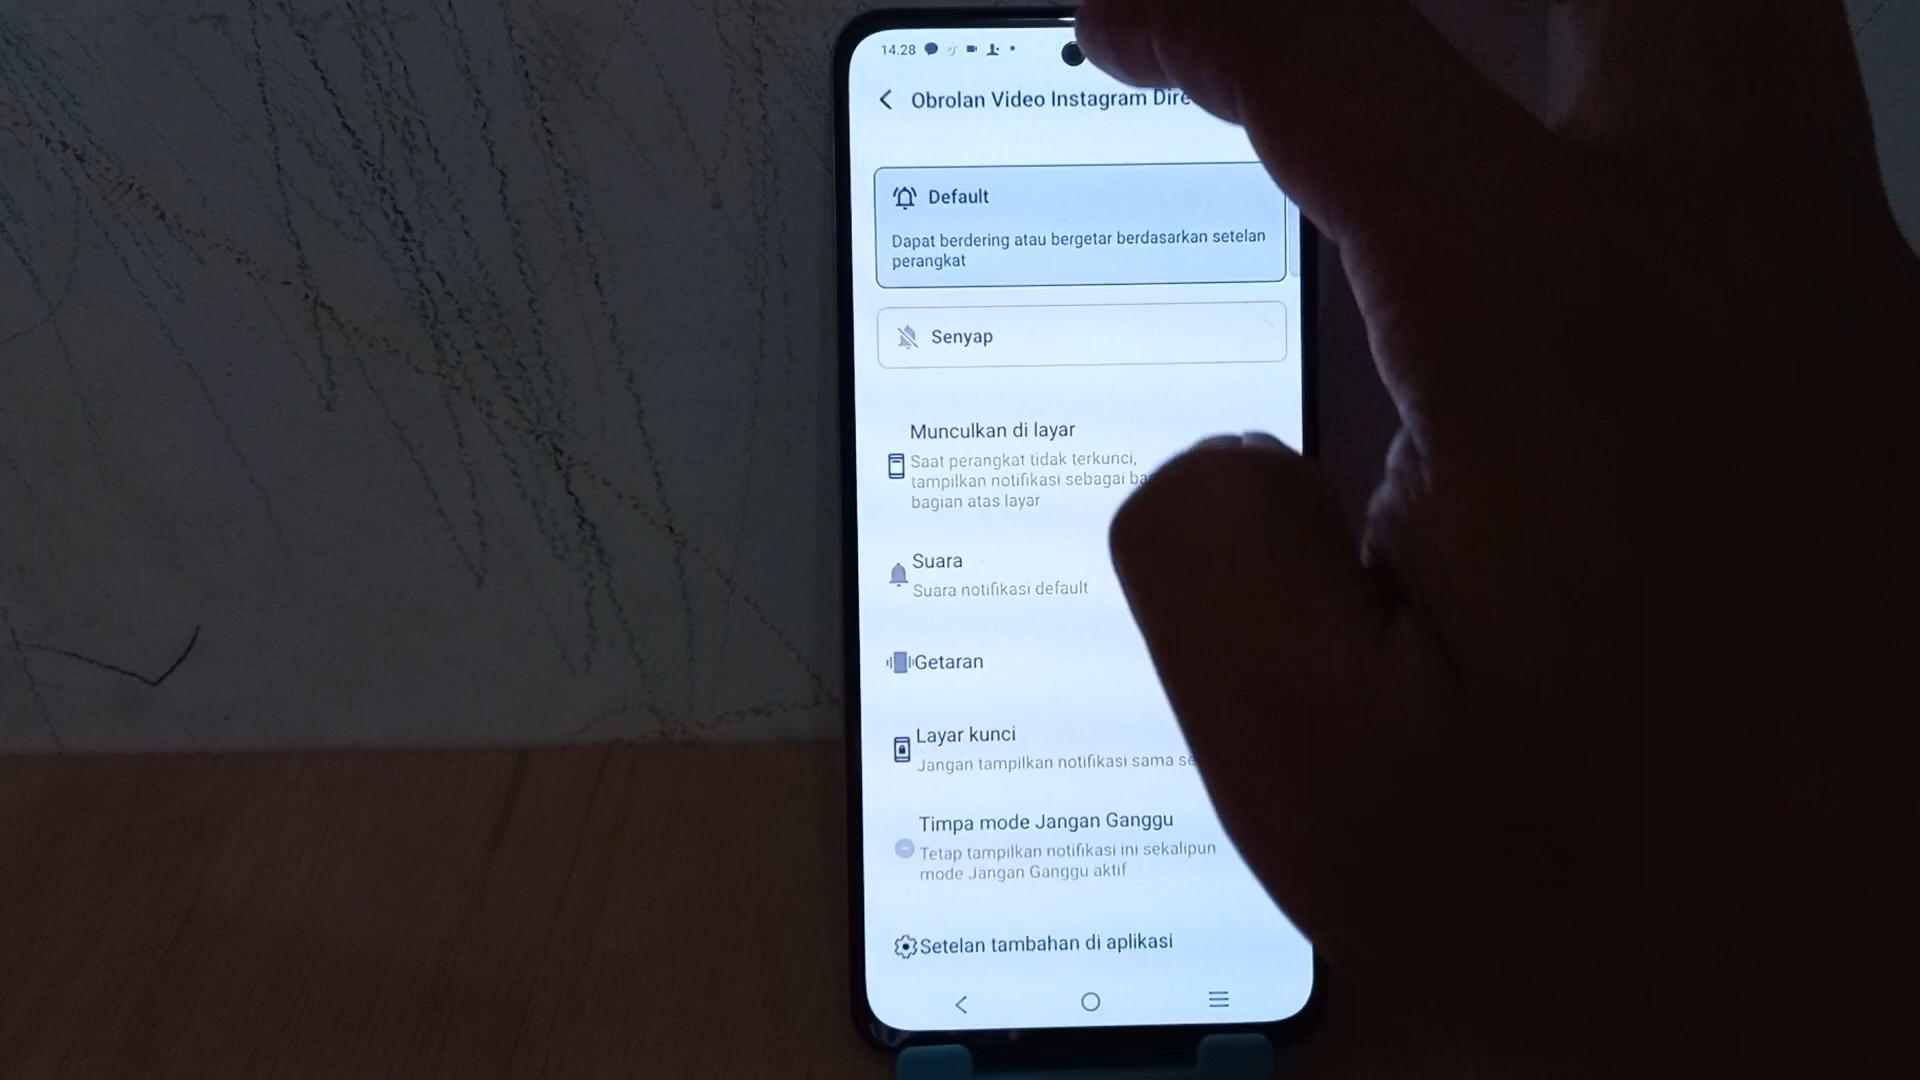 14.28
Obrolan Video Instagram
Default
Dapat berdering atau bergetar berdasarkan setelan
perangkat
Senyap
Munculkan di layar
Saat perangkat tidak terkunci,
tampilkan notifikasi sebagai
bagian atas layar
Suara
Suara notifikasi default
Getaran
Layar kunci
Jangan tampilkan notifikasi sama
Timpa mode Jangan Ganggu
Tetap tampilkan notifikasi ini sekalipun
mode Jangan Ganggu aktif
Setelan tambahan di aplikasi